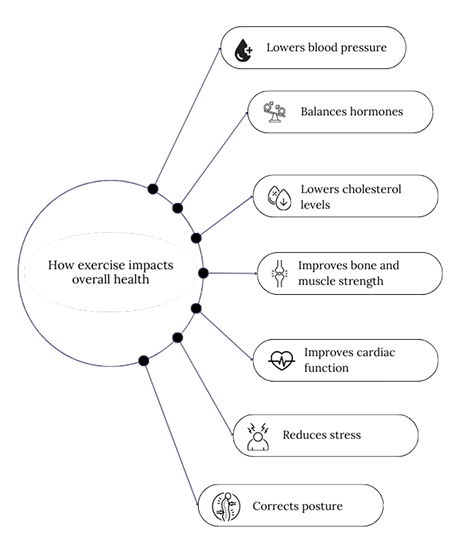 Lowers blood pressure
Balances hormones
Lowers cholesterol
levels
How exercise impacts
overall health
Improves bone and
muscle strength
Improves cardiac
function
Reduces stress
Corrects posture